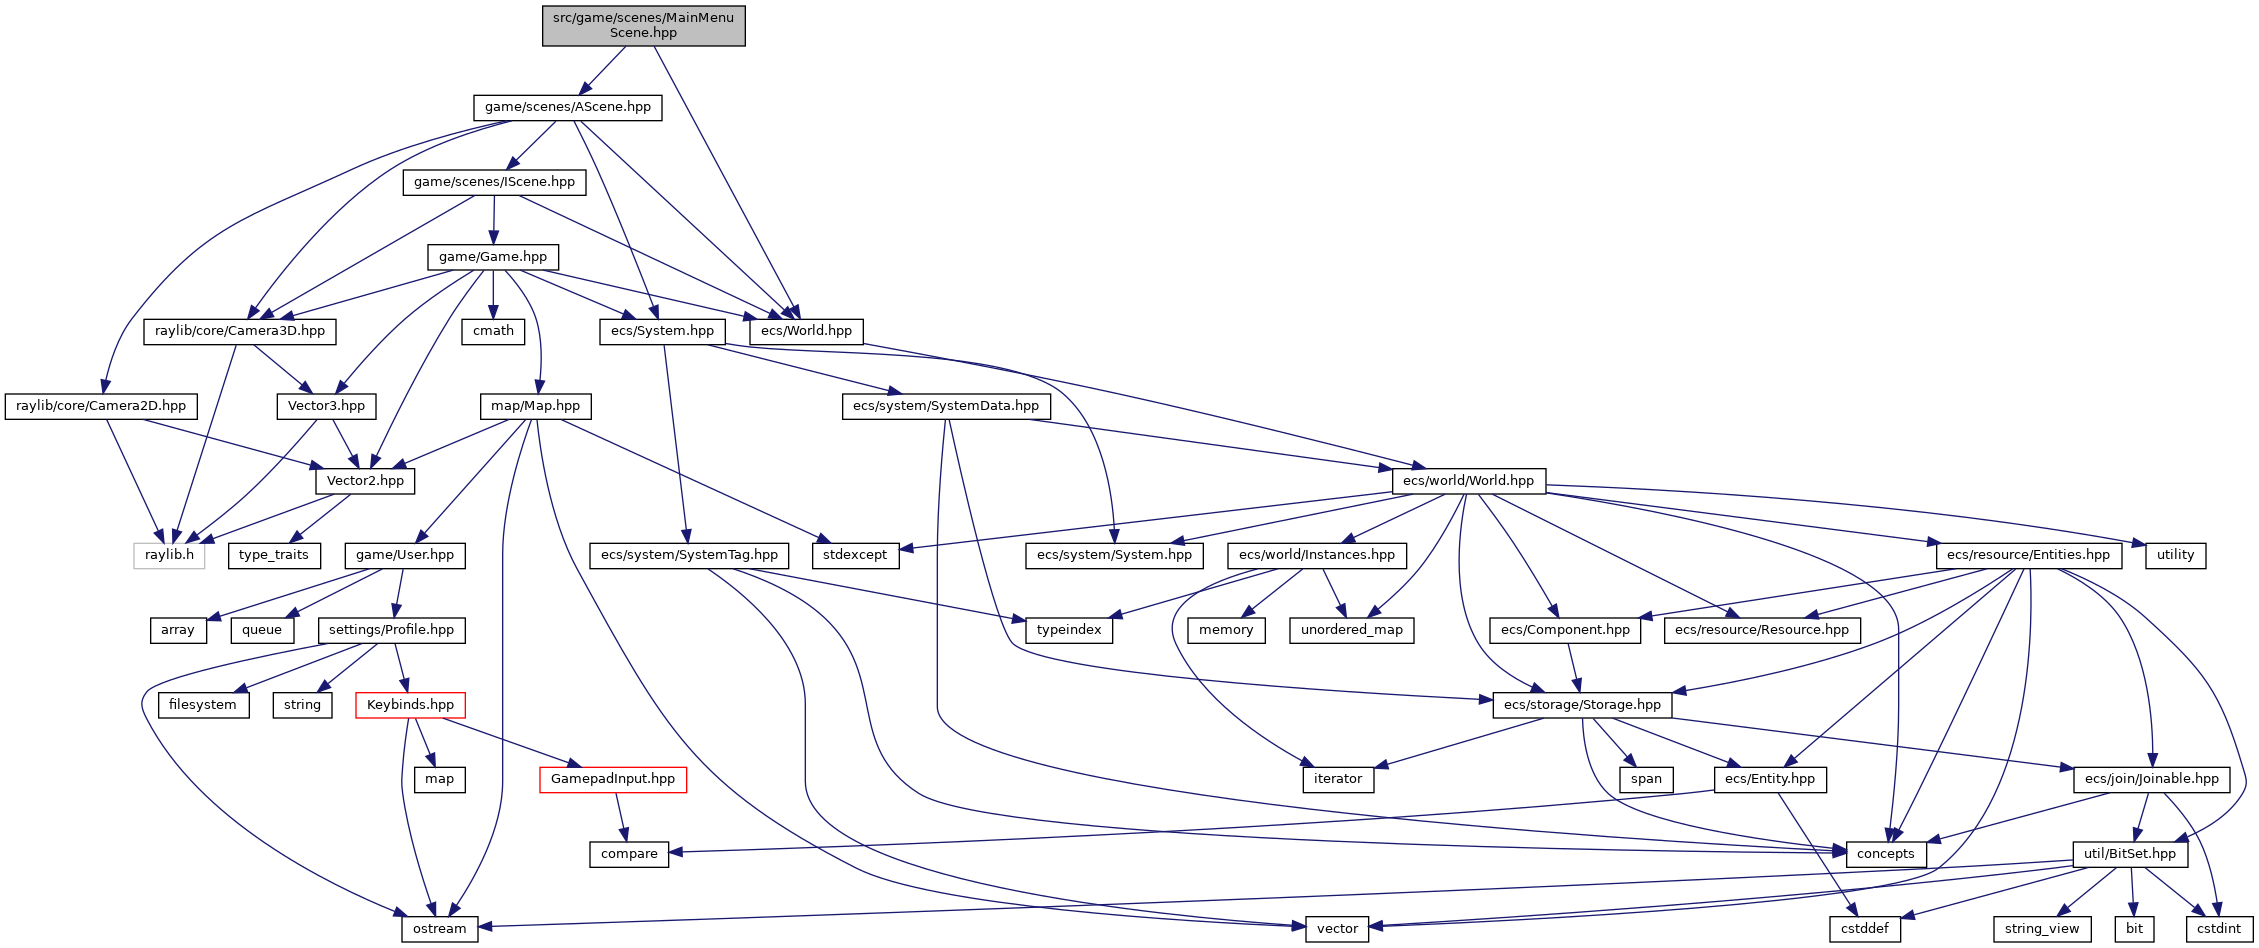 src/game/scenes/MainMenu
Scene.hpp
game/scenes/AScene.hpp
game/scenes/IScene.hpp
game/Game.hpp
raylib/core/Camera3D.hpp
cmath
ecs/System.hpp
ecs/World.hpp
raylib/core/Camera2D.hpp
Vector3.hpp
map/Map.hpp
ecs/system/SystemData.hpp
Vector2.hpp
ecs/world/World.hpp
raylib.h
type_traits
game/User.hpp
ecs/system/SystemTag.hpp
stdexcept
ecs/system/System.hpp
ecs/world/Instances.hpp
ecs/resource/Entities.hpp
utility
array
queue
settings/Profile.hpp
typeindex
memory
unordered_map
ecs/Component.hpp
ecs/resource/Resource.hpp
filesystem
string
Keybinds.hpp
ecs/storage/Storage.hpp
map
GamepadInput.hpp
iterator
span
ecs/Entity.hpp
ecs/join/Joinable.hpp
compare
concepts
util/BitSet.hpp
ostream
vector
cstddef
string_view
bit
cstdint